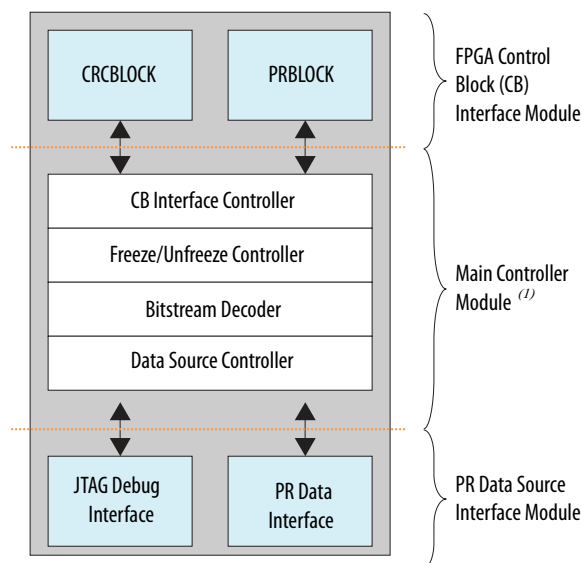 CRCBLOCK
PRBLOCK
FPGA Control
Block (CB)
Interface Module
CB Interface Controller
Freeze/Unfreeze Controller
Bitstream Decoder
Data Source Controller
Main Controller
Module (1)
JTAG Debug
Interface
PR Data
Interface
PR Data Source
Interface Module